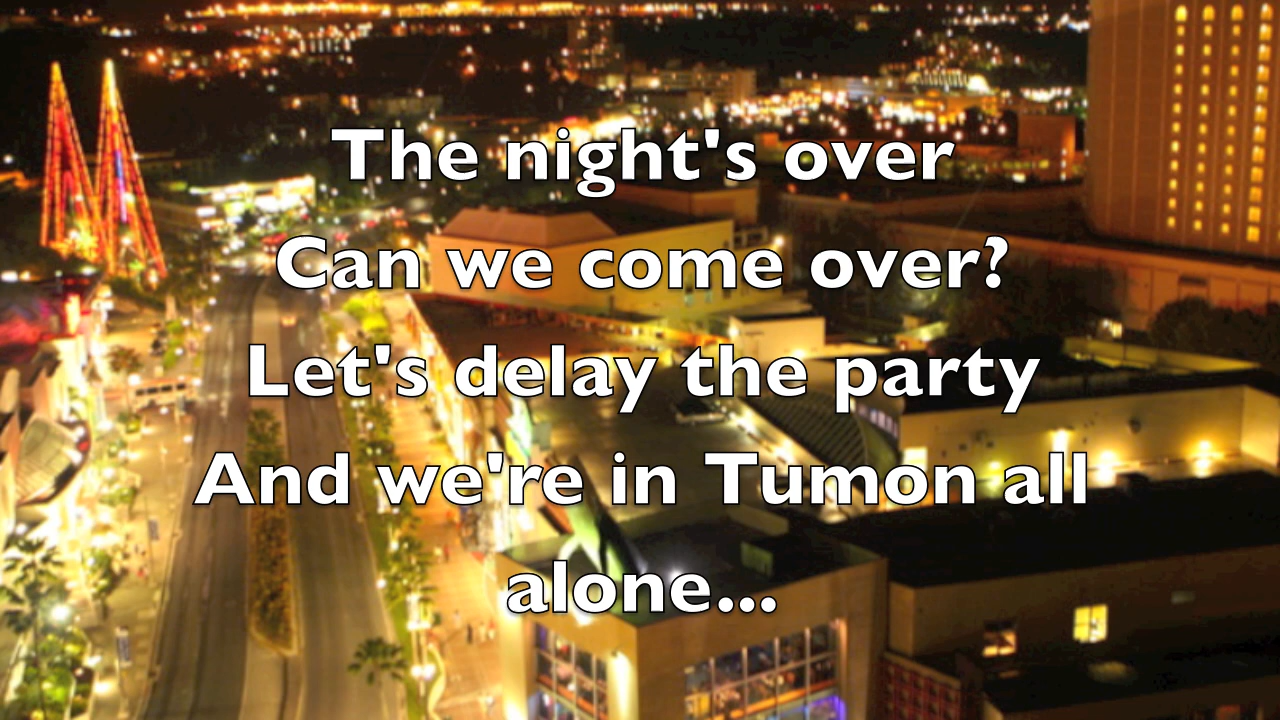 The night's over
Can we come over?
Let's delay the party
And we're in Tumon all
alone...